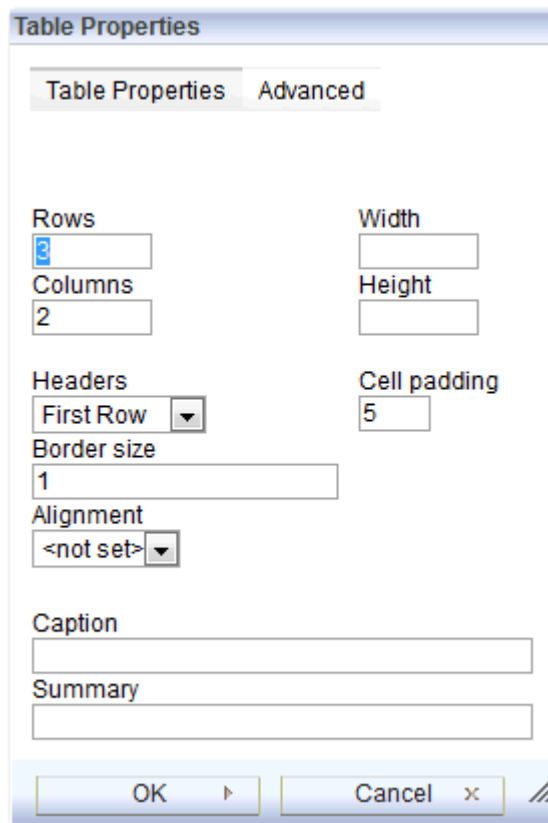 Table Properties
Table Properties Advanced
Rows Width
3
Columns Height
2
Headers Cell padding
First Row 5
Border size
1
Alignment
<not set>
Caption
Summary
OK Cancel x